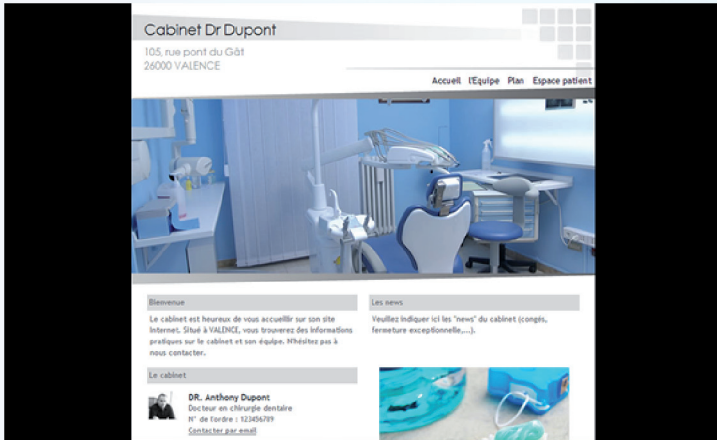 Cabinet Dr Dupont
105, rue pont du Gât
26000 VALENCE
Accueil l'Equipe Plan Espace patient
Bienvenue
Le cabinet est heureux de vous accueillir sur son site
Internet. Situé à VALENCE, vous trouverez des informations
pratiques sur le cabinet et son équipe. N'hésitez pas à
nous contacter.
Les news
Veuillez indiquer ici les "news" du cabinet (congés,
fermeture exceptionnelle,...).
Le cabinet
DR. Anthony Dupont
Docteur en chirurgie dentaire
N° de l'ordre : 123456789
Contacter par email